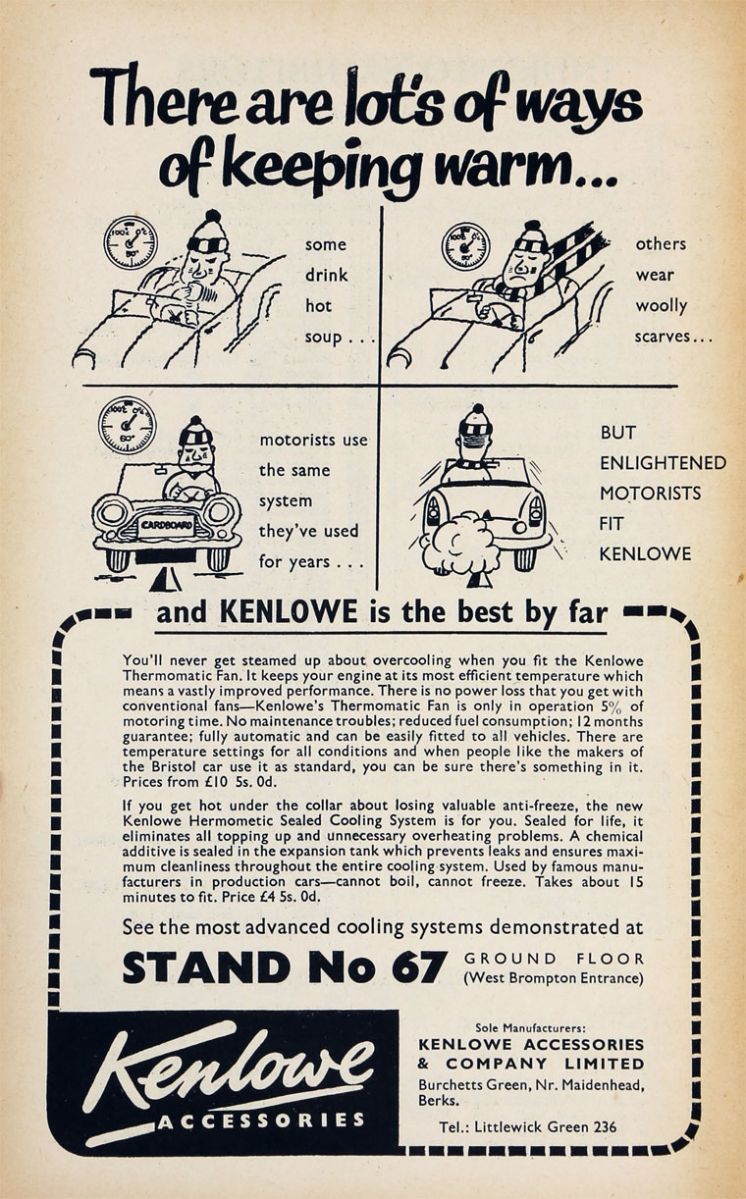 There are lot's of ways
of keeping warm...
100° 0°
50°
some
drink
hot
soup ...
100° 0°
50°
others
wear
woolly
scarves...
100° 0°
motorists use
the same
system
they've used
for years ...
CARDBOARD
BUT
ENLIGHTENED
MOTORISTS
FIT
KENLOWE
and KENLOWE is the best by far
You'll never get steamed up about overcooling when you fit the Kenlowe
Thermomatic Fan. It keeps your engine at its most efficient temperature which
means a vastly improved performance. There is no power loss that you get with
conventional fans—Kenlowe's Thermomatic Fan is only in operation 5% of
motoring time. No maintenance troubles; reduced fuel consumption; 12 months
guarantee; fully automatic and can be easily fitted to all vehicles. There are
temperature settings for all conditions and when people like the makers of
the Bristol car use it as standard, you can be sure there's something in it.
Prices from £10 5s. 0d.
If you get hot under the collar about losing valuable anti-freeze, the new
Kenlowe Hermometic Sealed Cooling System is for you. Sealed for life, it
eliminates all topping up and unnecessary overheating problems. A chemical
additive is sealed in the expansion tank which prevents leaks and ensures maxi-
mum cleanliness throughout the entire cooling system. Used by famous manu-
facturers in production cars—cannot boil, cannot freeze. Takes about 15
minutes to fit. Price £4 5s. 0d.
See the most advanced cooling systems demonstrated at
STAND No 67 GROUND FLOOR
(West Brompton Entrance)
Kenlowe
ACCESSORIES
Sole Manufacturers:
KENLOWE ACCESSORIES
& COMPANY LIMITED
Burchetts Green, Nr. Maidenhead,
Berks.
Tel.: Littlewick Green 236